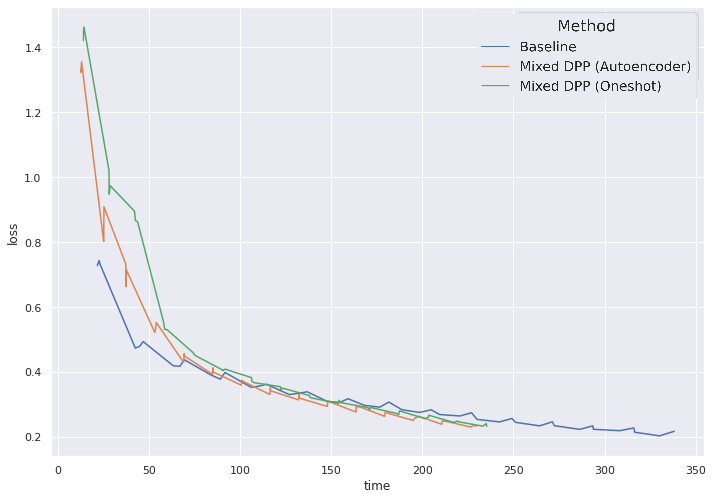 Method
Baseline
Mixed DPP (Autoencoder)
Mixed DPP (Oneshot)
1.4
1.2
1.0
0.8
0.6
0.4
0.2
loss
0 50 100 150 200 250 300 350
time